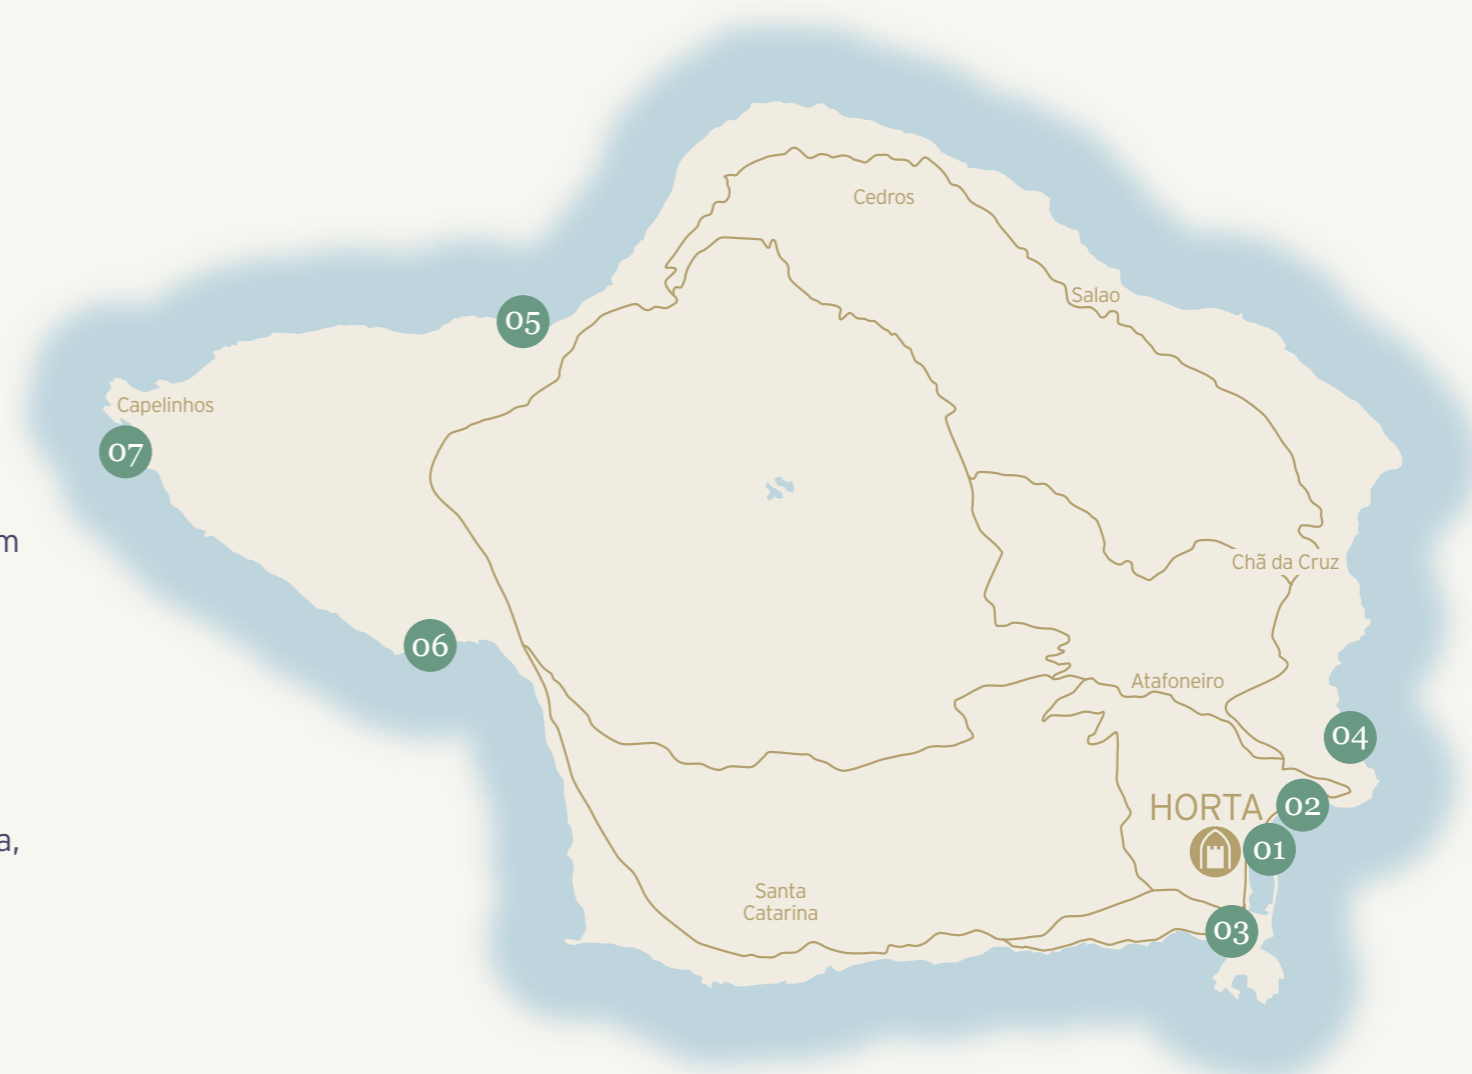 Cedros
Salao
05
Capelinhos
07
m
Chã da Cruz
06
Atafoneiro
04
HORTA
02
a,
01
Santa
Catarina
03